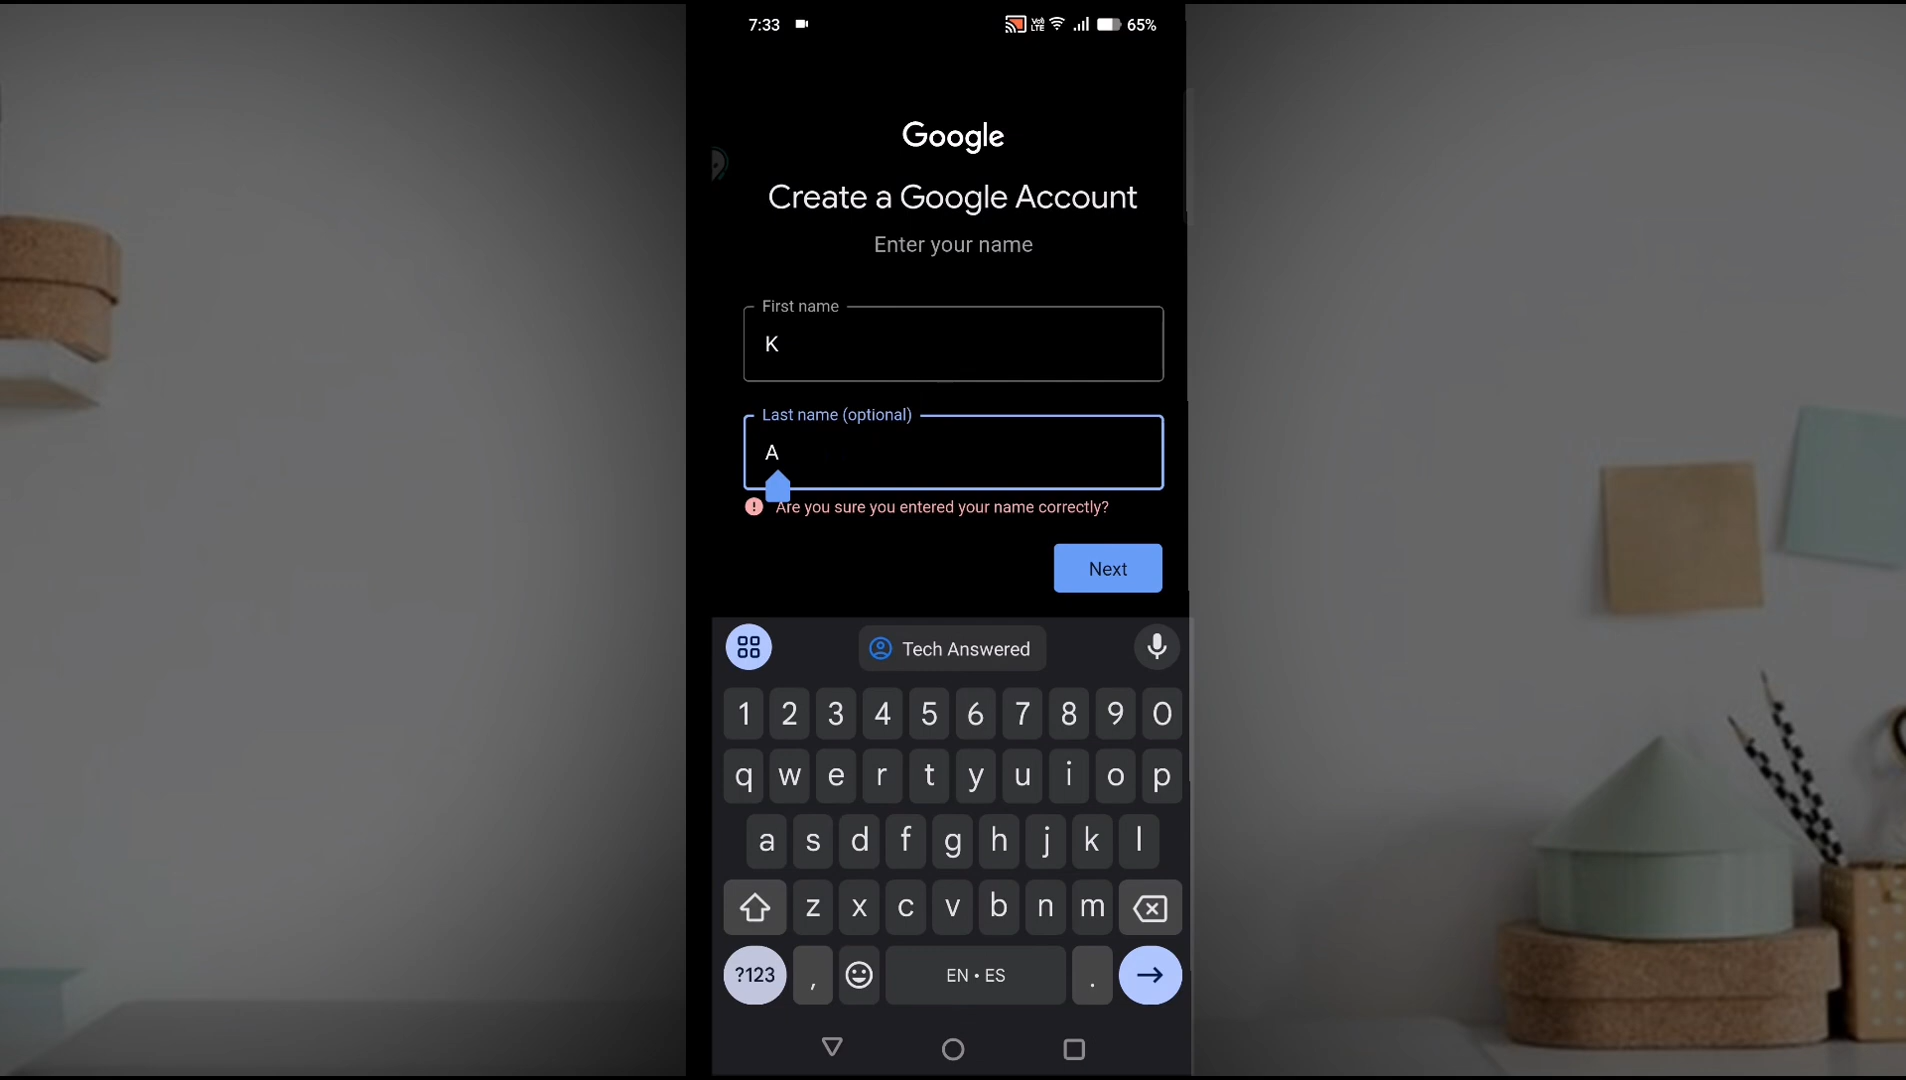 7:33
Vo) LTE
65%
Google
Create a Google Account
Enter your name
First name
K
Last name (optional)
A
Are you sure you entered your name correctly?
Next
Tech Answered
1 2 3 4 5 6 7 8 9 0
q w e r t y u i o p
a s d f g h j k l
z x c v b n m
?123 , EN • ES .